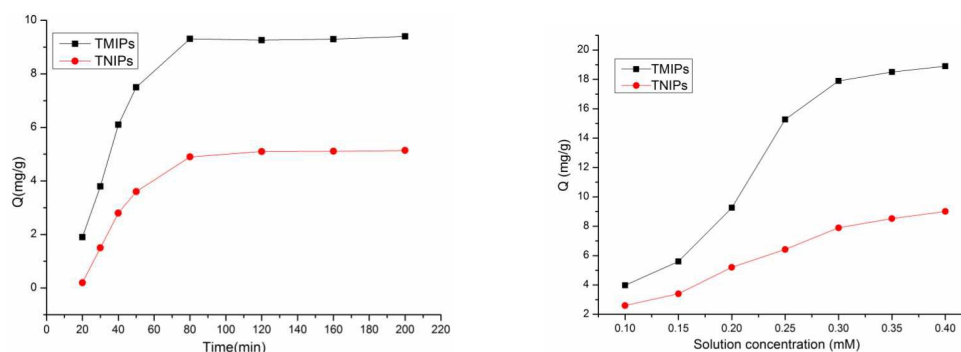 10
8
6
4
2
0
Q(mg/g)
TMIPs
TNIPs
0 20 40 60 80 100 120 140 160 180 200 220
Time(min)
20
18
16
14
12
10
8
6
4
2
Q (mg/g)
TMIPs
TNIPs
0.10 0.15 0.20 0.25 0.30 0.35 0.40
Solution concentration (mM)